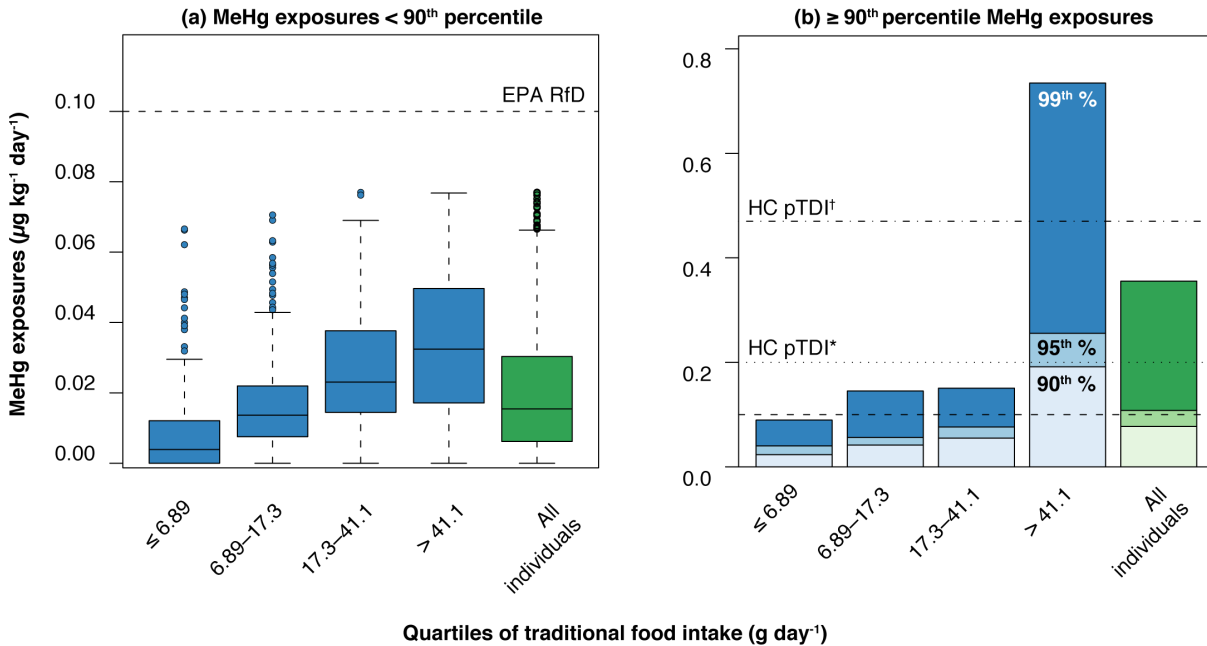 (a) MeHg exposures < 90th percentile
EPA RfD
0.10
0.08
0.06
0.04
0.02
0.00
MeHg exposures (µg kg-1 day-1)
≤ 6.89
6.89–17.3
17.3–41.1
> 41.1
All
individuals
(b) ≥ 90th percentile MeHg exposures
0.8
0.6
0.4
0.2
0.0
99th %
HC pTDI†
HC pTDI*
95th %
90th %
≤ 6.89
6.89–17.3
17.3–41.1
> 41.1
All
individuals
Quartiles of traditional food intake (g day-1)